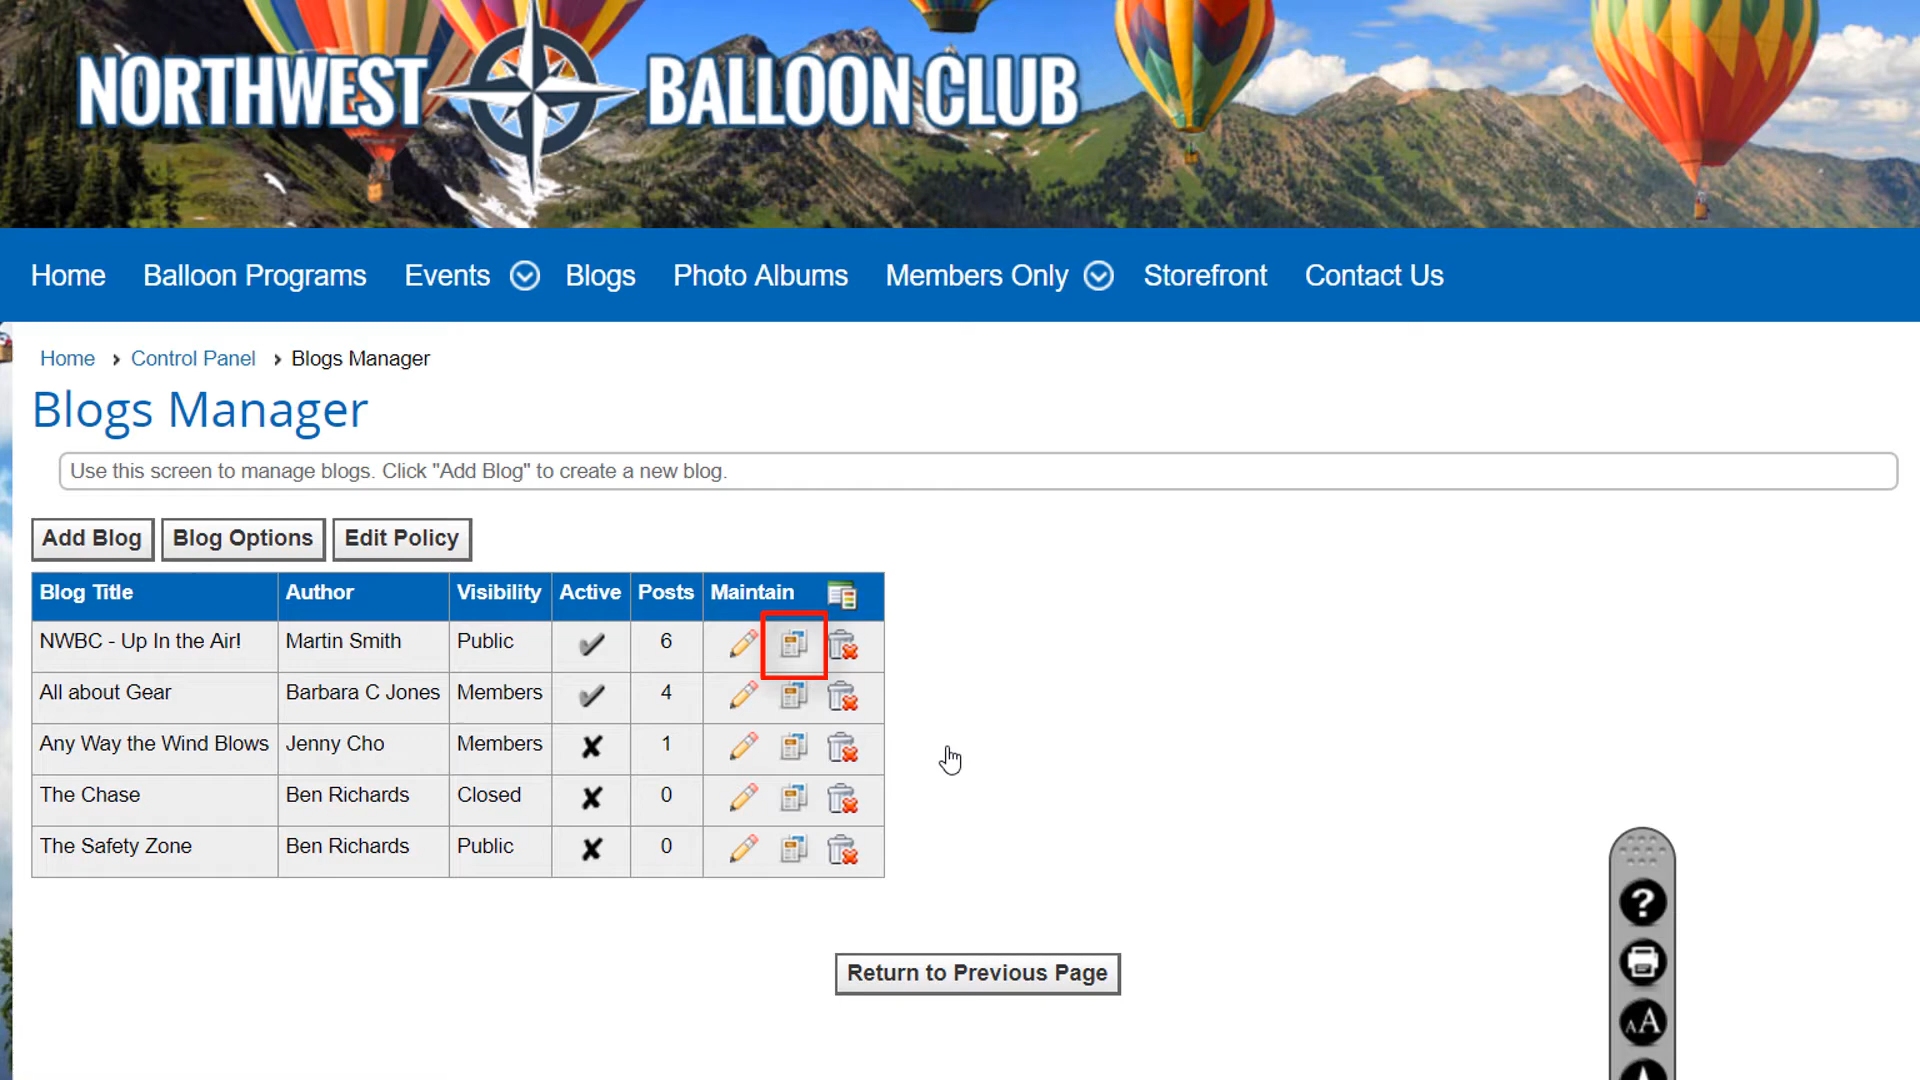 NORTHWEST BALLOON CLUB
Home Balloon Programs Events Blogs Photo Albums Members Only Storefront Contact Us
Home › Control Panel › Blogs Manager
Blogs Manager
Use this screen to manage blogs. Click "Add Blog" to create a new blog.
Add Blog Blog Options Edit Policy
Blog Title Author Visibility Active Posts Maintain
NWBC - Up In the Air! Martin Smith Public 6
All about Gear Barbara C Jones Members 4
Any Way the Wind Blows Jenny Cho Members 1
The Chase Ben Richards Closed 0
The Safety Zone Ben Richards Public 0
?
Return to Previous Page
AA